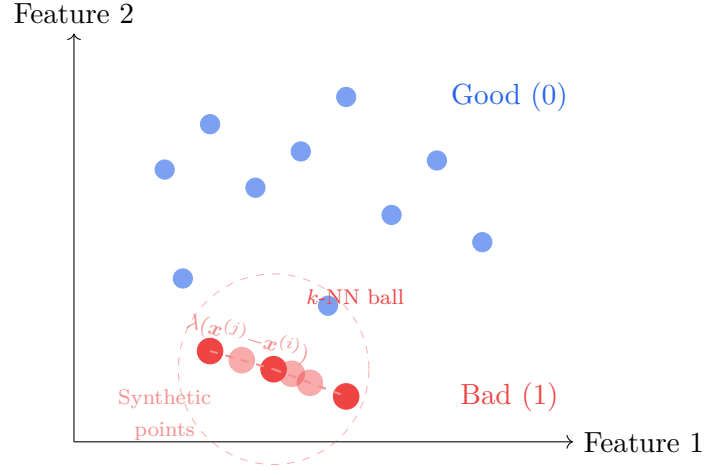 Feature 2
Good (0)
k-NN ball
λ(x^(j)−x^(i))
Synthetic
points
Bad (1)
Feature 1